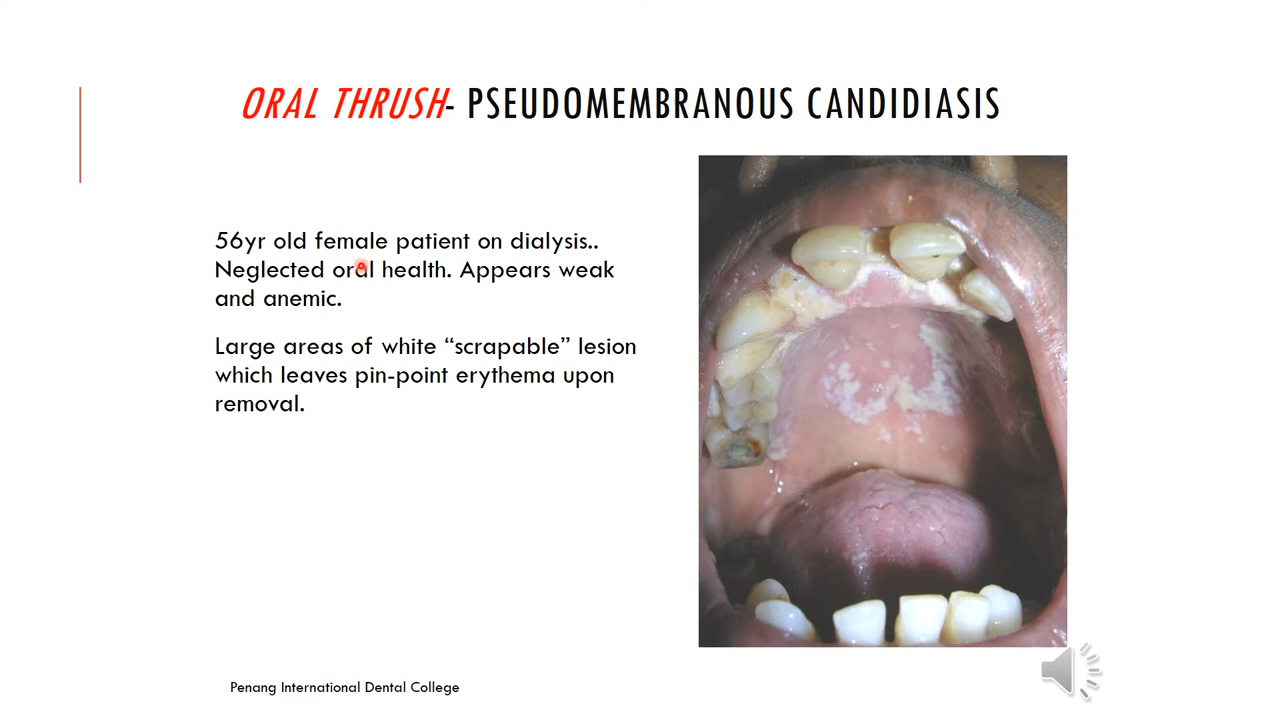 ORAL THRUSH- PSEUDOMEMBRANOUS CANDIDIASIS
56yr old female patient on dialysis..
Neglected oral health. Appears weak
and anemic.
Large areas of white “scrapable” lesion
which leaves pin-point erythema upon
removal.
Penang International Dental College